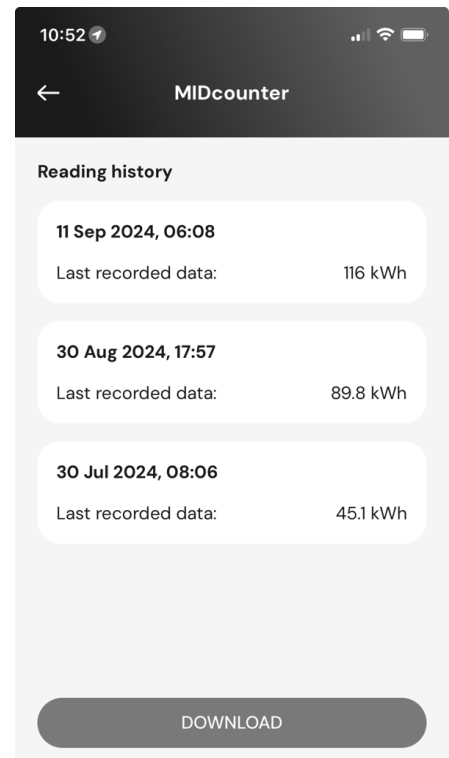 10:52
MIDcounter
Reading history
11 Sep 2024, 06:08
Last recorded data: 116 kWh
30 Aug 2024, 17:57
Last recorded data: 89.8 kWh
30 Jul 2024, 08:06
Last recorded data: 45.1 kWh
DOWNLOAD